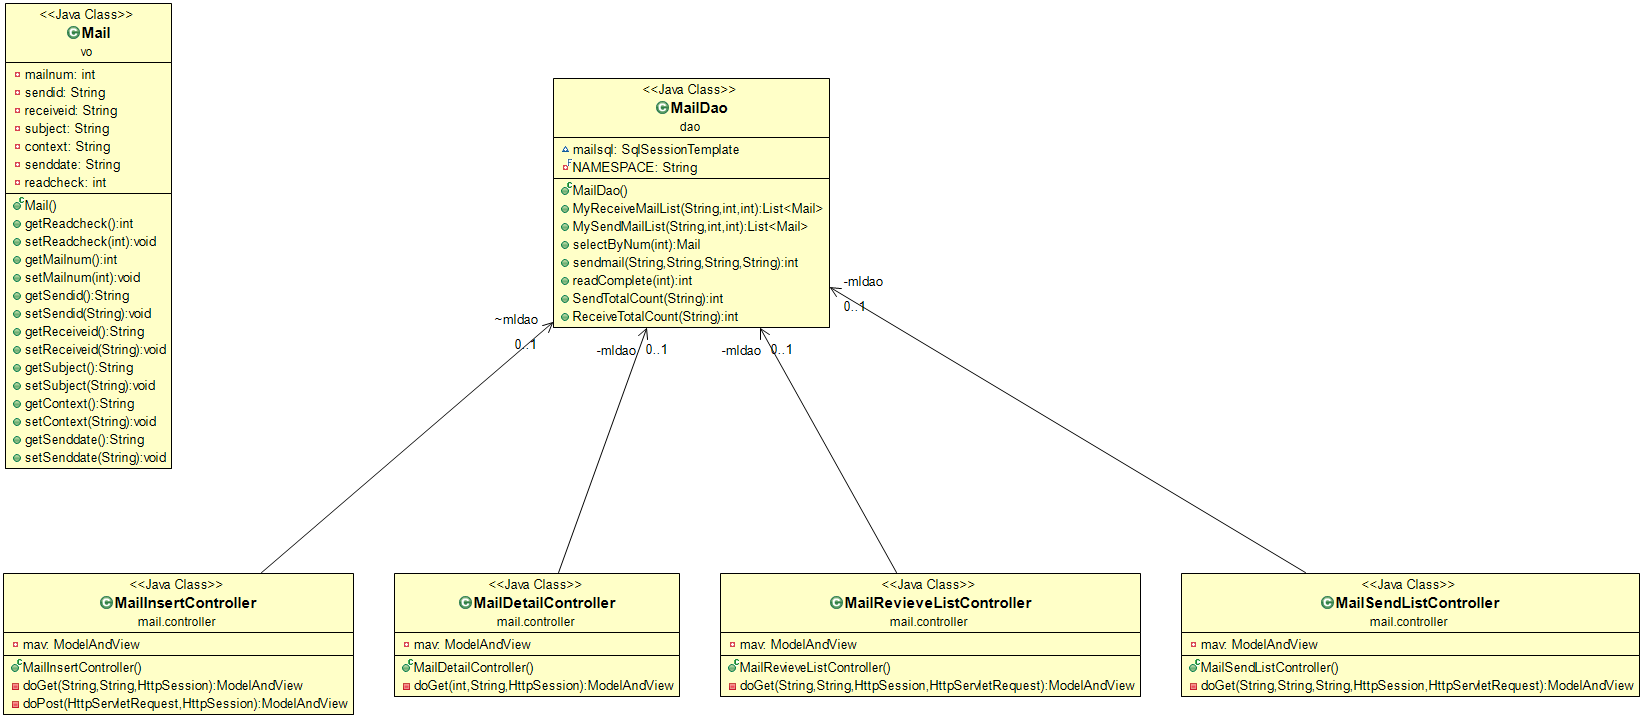 <<Java Class>>
Mail
vo
mailnum: int
sendid: String
receiveid: String
subject: String
context: String
senddate: String
readcheck: int
Mail()
getReadcheck():int
setReadcheck(int):void
getMailnum():int
setMailnum(int):void
getSendid():String
setSendid(String):void
getReceiveid():String
setReceiveid(String):void
getSubject():String
setSubject(String):void
getContext():String
setContext(String):void
getSenddate():String
setSenddate(String):void
<<Java Class>>
MailDao
dao
mailsql: SqlSessionTemplate
NAMESPACE: String
MailDao()
MyReceiveMailList(String,int,int):List<Mail>
MySendMailList(String,int,int):List<Mail>
selectByNum(int):Mail
sendmail(String,String,String,String):int
readComplete(int):int
SendTotalCount(String):int
ReceiveTotalCount(String):int
~mldao
0..1
-mldao
0..1
-mldao
0..1
-mldao
0..1
<<Java Class>>
MailInsertController
mail.controller
mav: ModelAndView
MailInsertController()
doGet(String,String,HttpSession):ModelAndView
doPost(HttpServletRequest,HttpSession):ModelAndView
<<Java Class>>
MailDetailController
mail.controller
mav: ModelAndView
MailDetailController()
doGet(int,String,HttpSession):ModelAndView
<<Java Class>>
MailRevieveListController
mail.controller
mav: ModelAndView
MailRevieveListController()
doGet(String,String,HttpSession,HttpServletRequest):ModelAndView
<<Java Class>>
MailSendListController
mail.controller
mav: ModelAndView
MailSendListController()
doGet(String,String,String,HttpSession,HttpServletRequest):ModelAndView